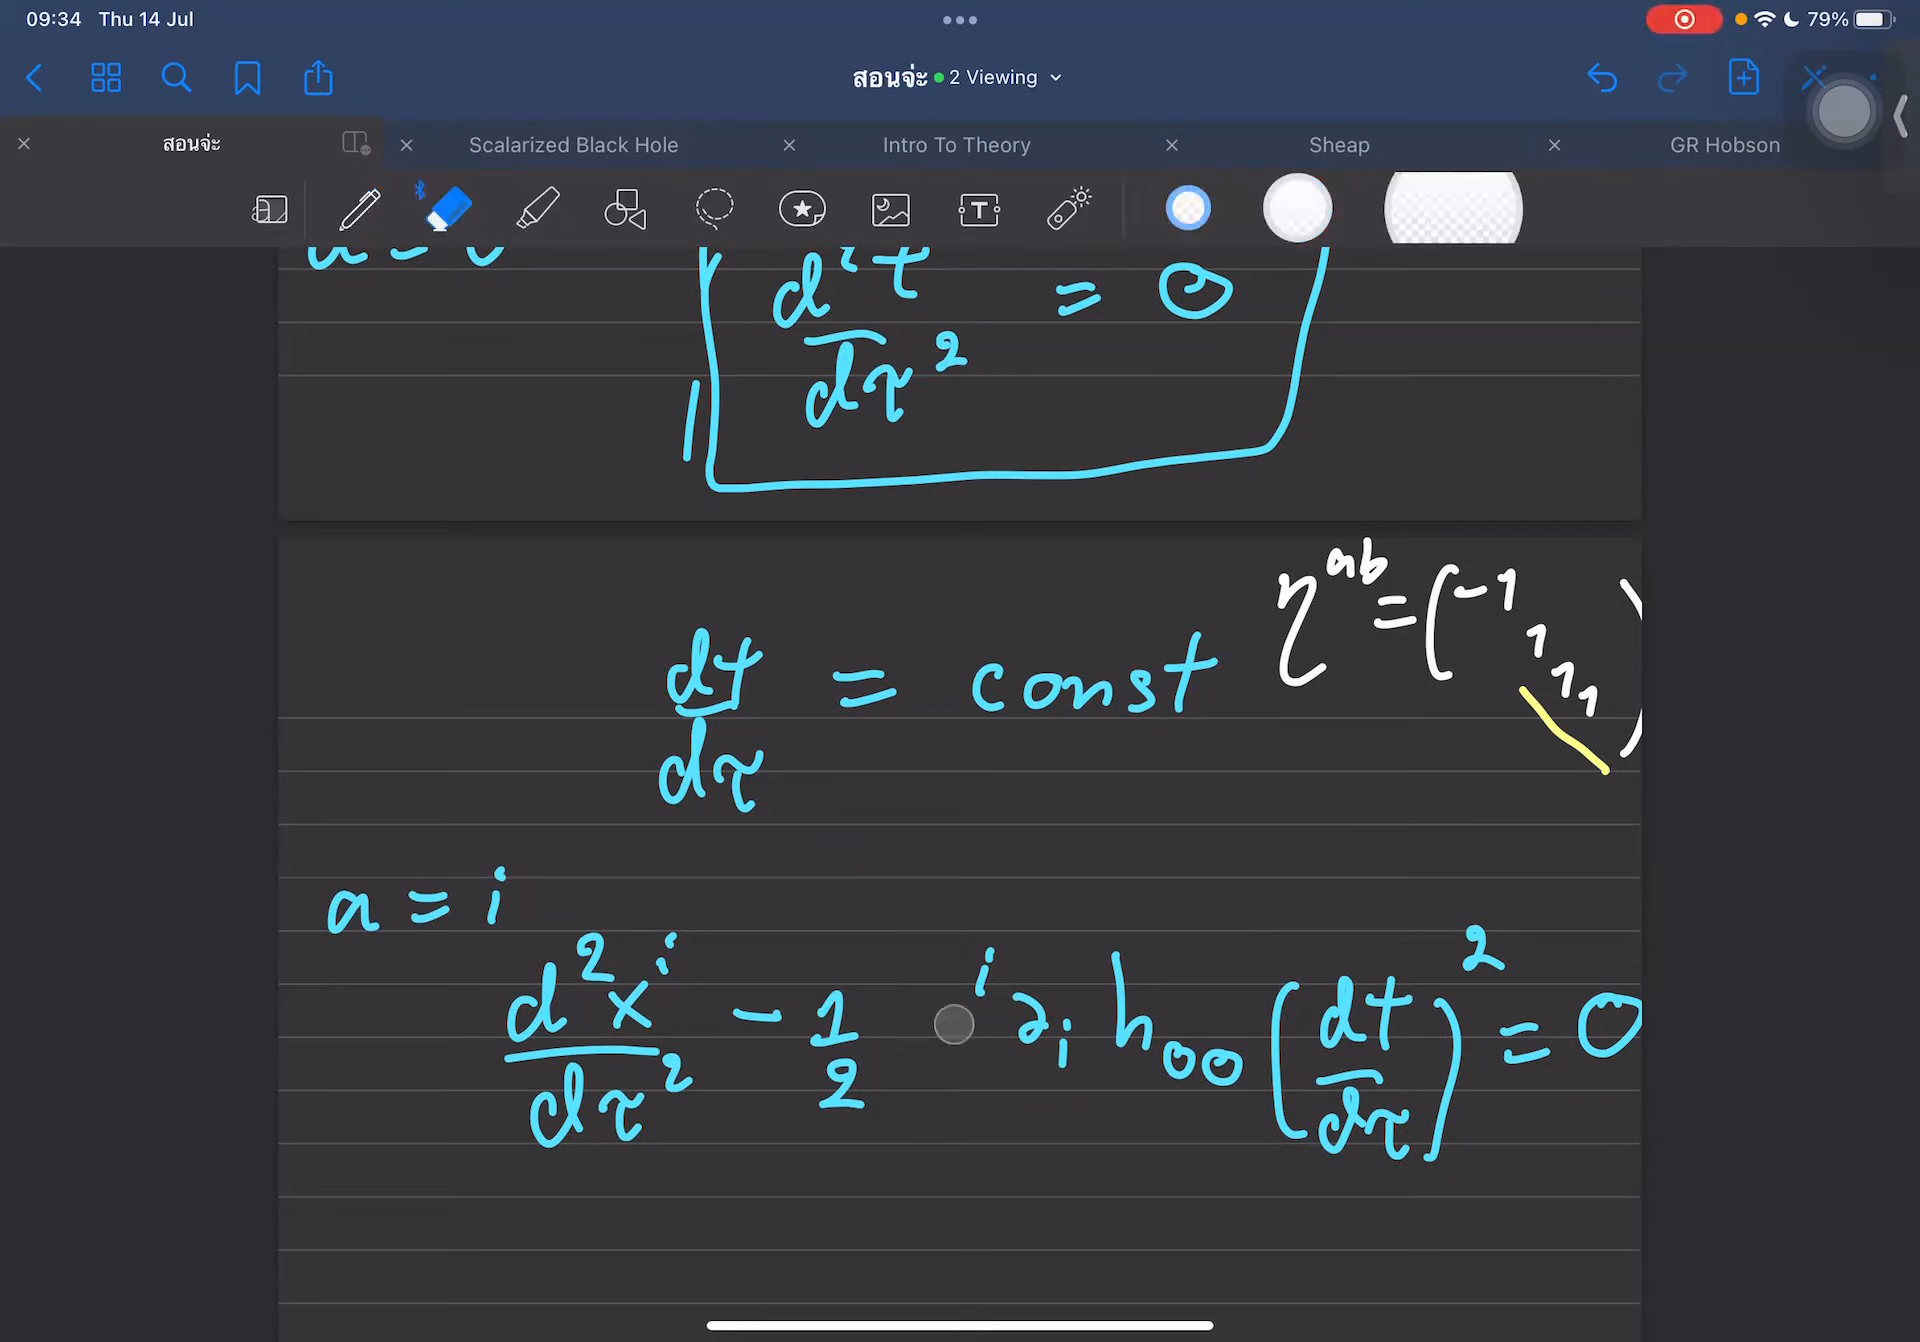 09:34 Thu 14 Jul
79%
สอนจ่ะ 2 Viewing
สอนจ่ะ
Scalarized Black Hole
Intro To Theory
Sheap
GR Hobson
T
d²t/dτ² = 0
dt/dτ = const
η^ab = (-1 1 1 1)
a = i
d²x^i/dτ² - 1/2 ^i ∂_i h_00 (dt/dτ)² = 0